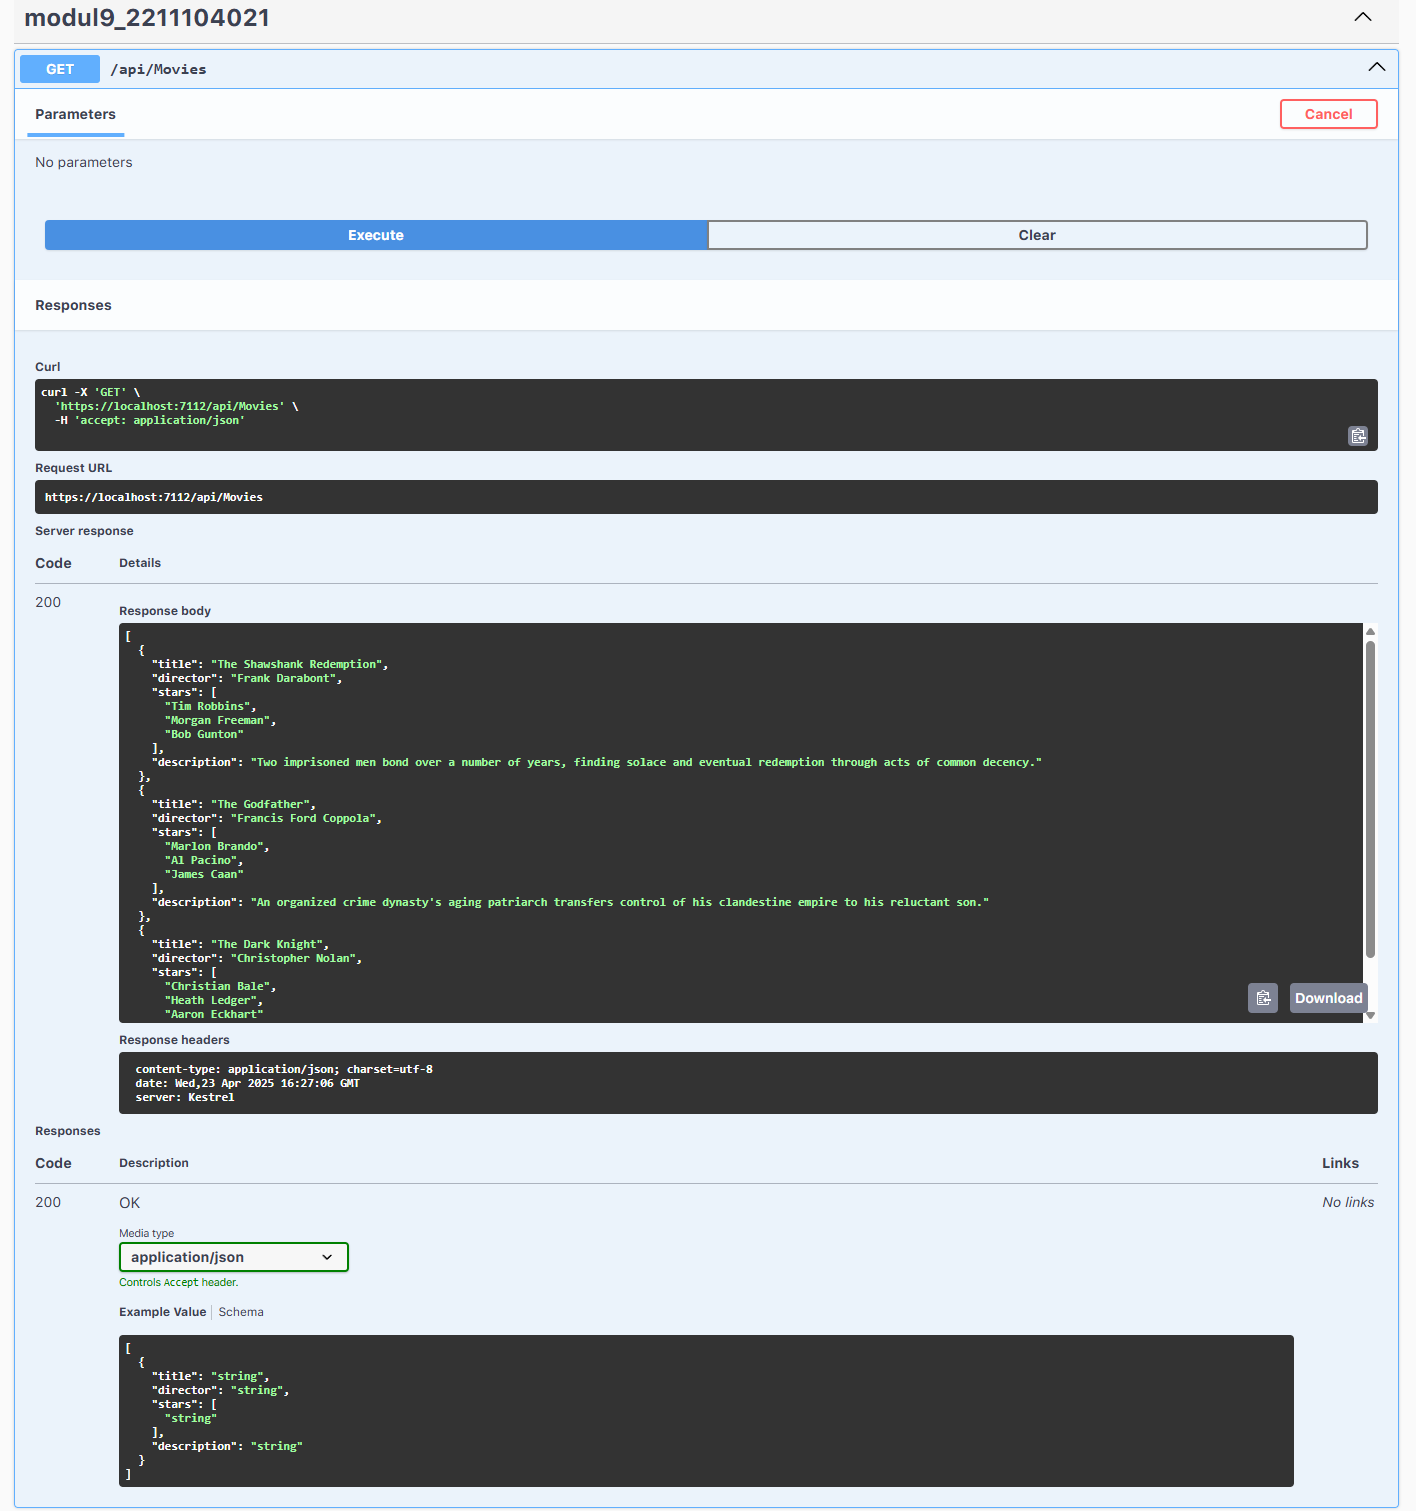 modul9_2211104021
GET /api/Movies
Parameters
Cancel
No parameters
Execute
Clear
Responses
Curl
curl -X 'GET' \
  'https://localhost:7112/api/Movies' \
  -H 'accept: application/json'
Request URL
https://localhost:7112/api/Movies
Server response
Code Details
200
Response body
[
  {
    "title": "The Shawshank Redemption",
    "director": "Frank Darabont",
    "stars": [
      "Tim Robbins",
      "Morgan Freeman",
      "Bob Gunton"
    ],
    "description": "Two imprisoned men bond over a number of years, finding solace and eventual redemption through acts of common decency."
  },
  {
    "title": "The Godfather",
    "director": "Francis Ford Coppola",
    "stars": [
      "Marlon Brando",
      "Al Pacino",
      "James Caan"
    ],
    "description": "An organized crime dynasty's aging patriarch transfers control of his clandestine empire to his reluctant son."
  },
  {
    "title": "The Dark Knight",
    "director": "Christopher Nolan",
    "stars": [
      "Christian Bale",
      "Heath Ledger",
      "Aaron Eckhart"
Download
Response headers
content-type: application/json; charset=utf-8
date: Wed,23 Apr 2025 16:27:06 GMT
server: Kestrel
Responses
Code Description Links
200 OK No links
Media type
application/json
Controls Accept header.
Example Value | Schema
[
  {
    "title": "string",
    "director": "string",
    "stars": [
      "string"
    ],
    "description": "string"
  }
]